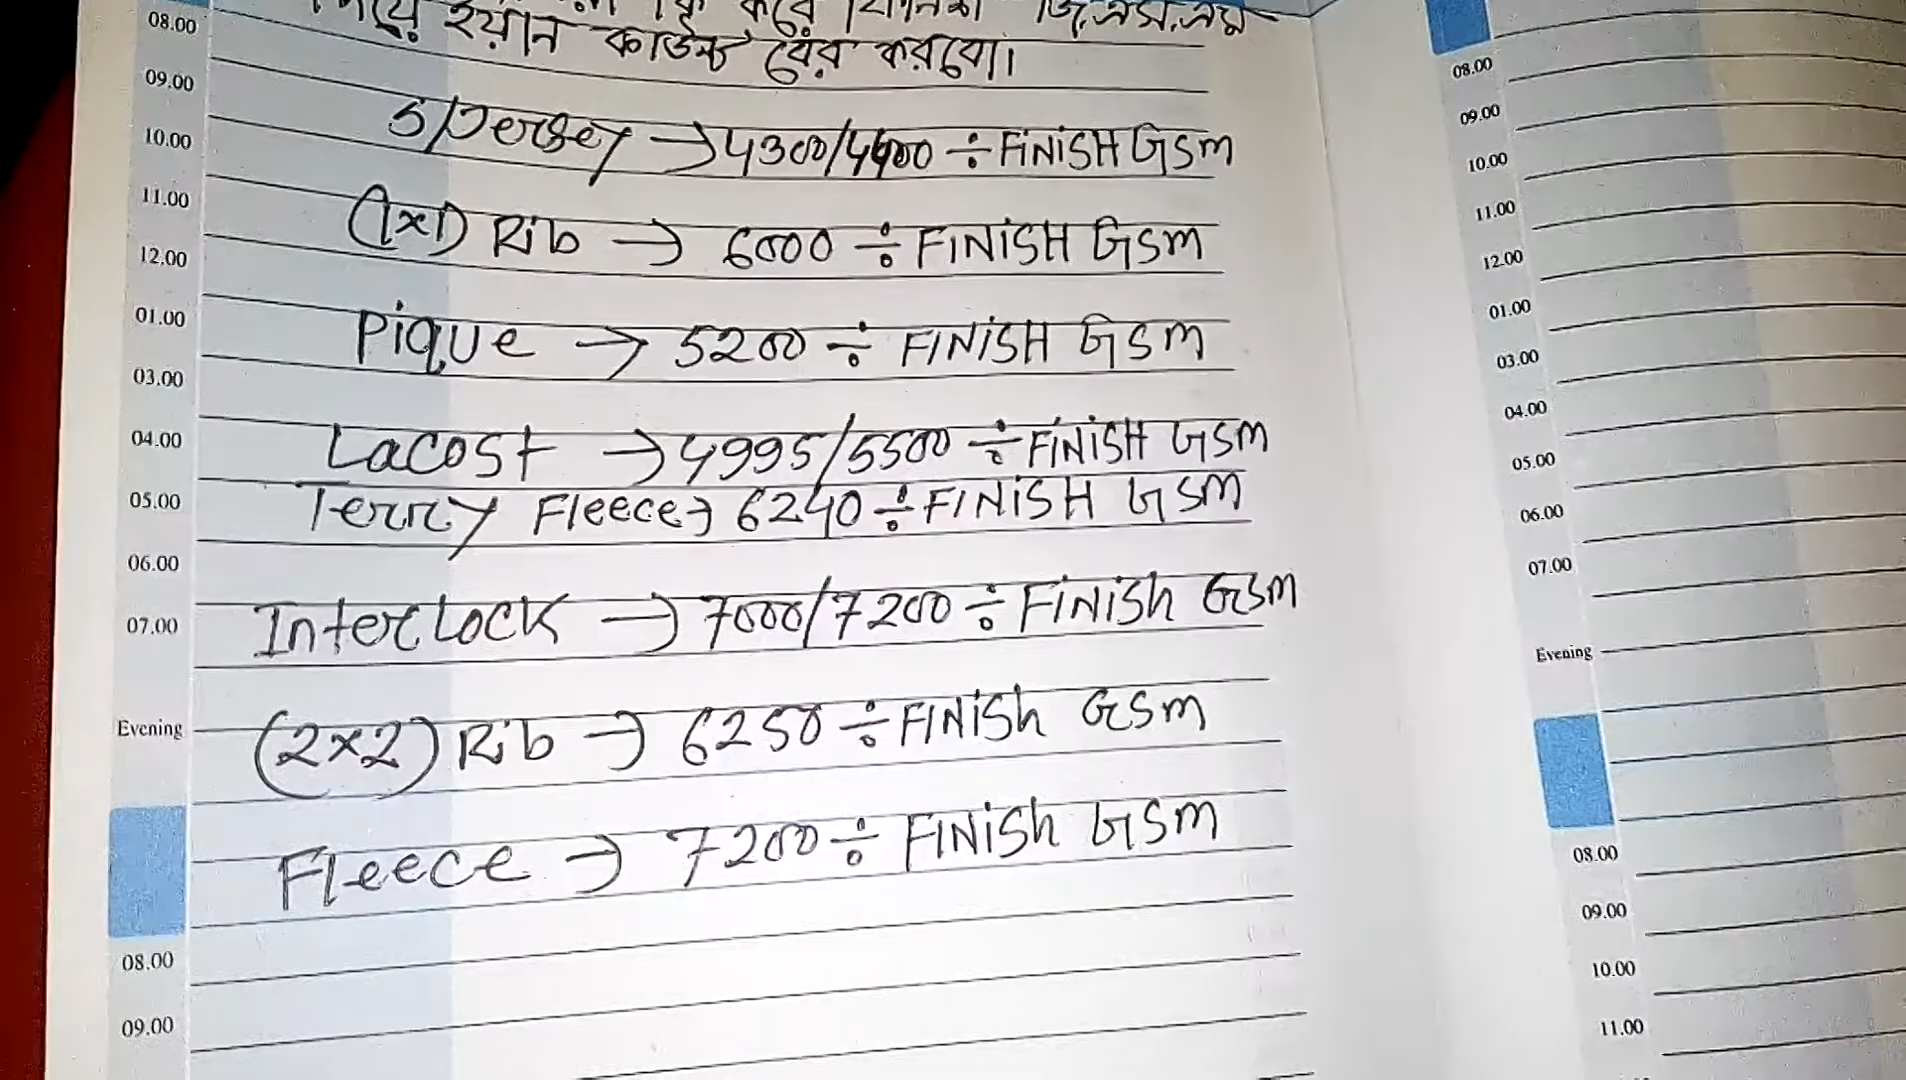 08.00 দিয়ে ইয়ান কাউন্ট বের করবো।
09.00
S/Jersey → 4300/4400 ÷ FINISH GSM
10.00
11.00
(1x1) Rib → 6000 ÷ FINISH GSM
12.00
01.00
Pique → 5200 ÷ FINISH GSM
03.00
04.00 Lacost → 4995/5500 ÷ FINISH GSM
05.00 Terry Fleece → 6240 ÷ FINISH GSM
06.00
07.00 Interlock → 7000/7200 ÷ Finish GSM
Evening (2x2) Rib → 6250 ÷ FINISh GSM
Fleece → 7200 ÷ FINISh GSM
08.00
09.00
08.00
09.00
10.00
11.00
12.00
01.00
03.00
04.00
05.00
06.00
07.00
Evening
08.00
09.00
10.00
11.00